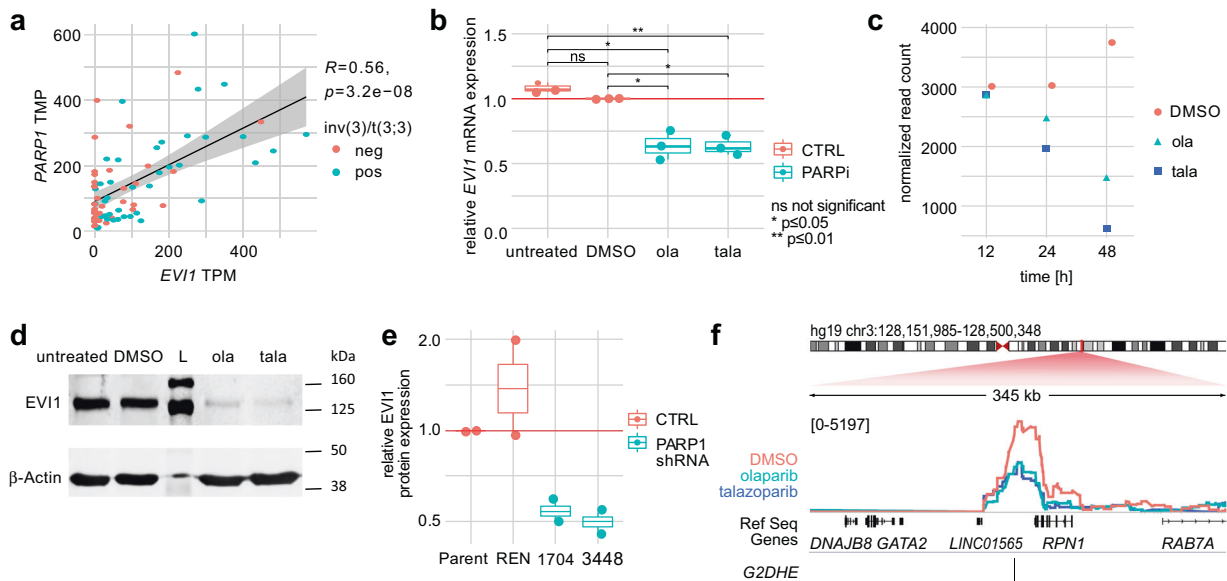 a
600
400
200
0
PARP1 TMP
0
200
400
EVI1 TPM
R=0.56,
p=3.2e−08
inv(3)/t(3;3)
neg
pos
b
1.5
1.0
0.5
0.0
relative EVI1 mRNA expression
**
*
ns
*
*
untreated
DMSO
ola
tala
CTRL
PARPi
ns not significant
* p≤0.05
** p≤0.01
c
4000
3000
2000
1000
normalized read count
12
24
48
time [h]
DMSO
ola
tala
d
untreated DMSO L ola tala kDa
EVI1
160
125
β-Actin
50
38
e
2.0
1.0
0.5
relative EVI1
protein expression
Parent REN 1704 3448
CTRL
PARP1
shRNA
f
hg19 chr3:128,151,985-128,500,348
345 kb
[0-5197]
DMSO
olaparib
talazoparib
Ref Seq
Genes
DNAJB8 GATA2 LINC01565 RPN1 RAB7A
G2DHE